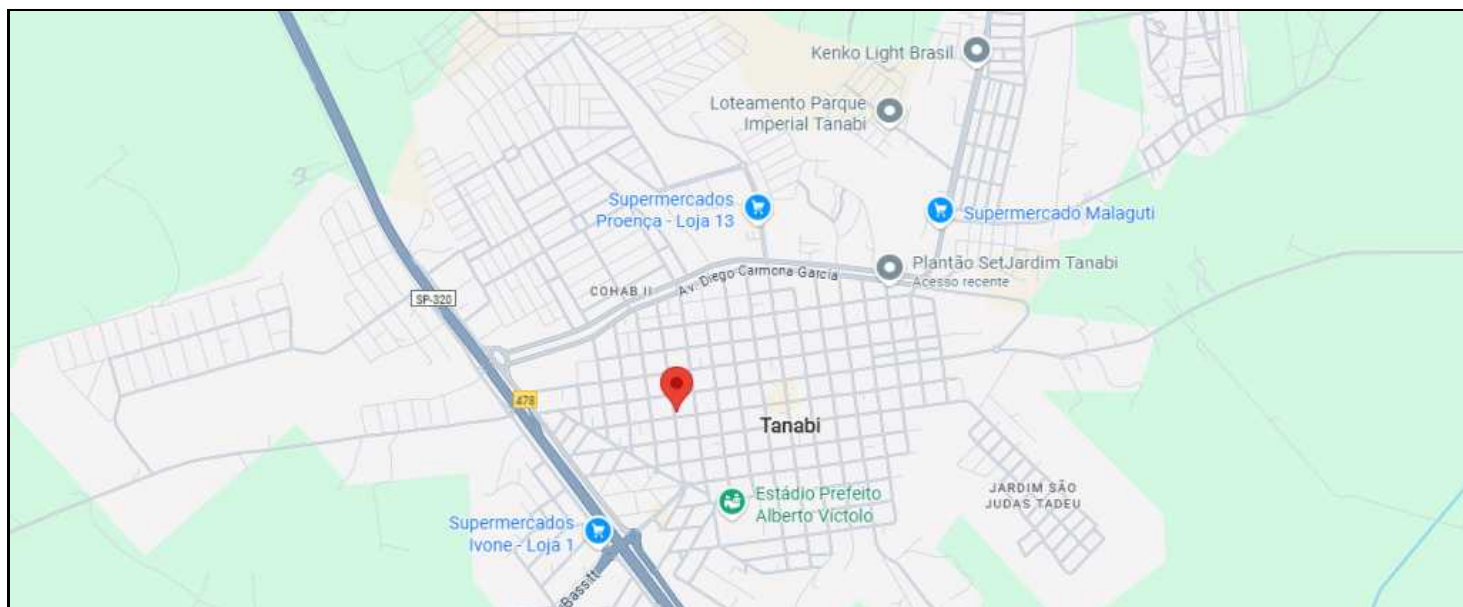 Kenko Light Brasil
Loteamento Parque
Imperial Tanabi
Supermercados
Proença - Loja 13
Supermercado Malaguti
Plantão SetJardim Tanabi
Acesso recente
Av. Diego Carmona Garcia
COHAB II
SP-320
478
Tanabi
Estádio Prefeito
Alberto Víctolo
JARDIM SÃO
JUDAS TADEU
Supermercados
Ivone - Loja 1
Bassitt